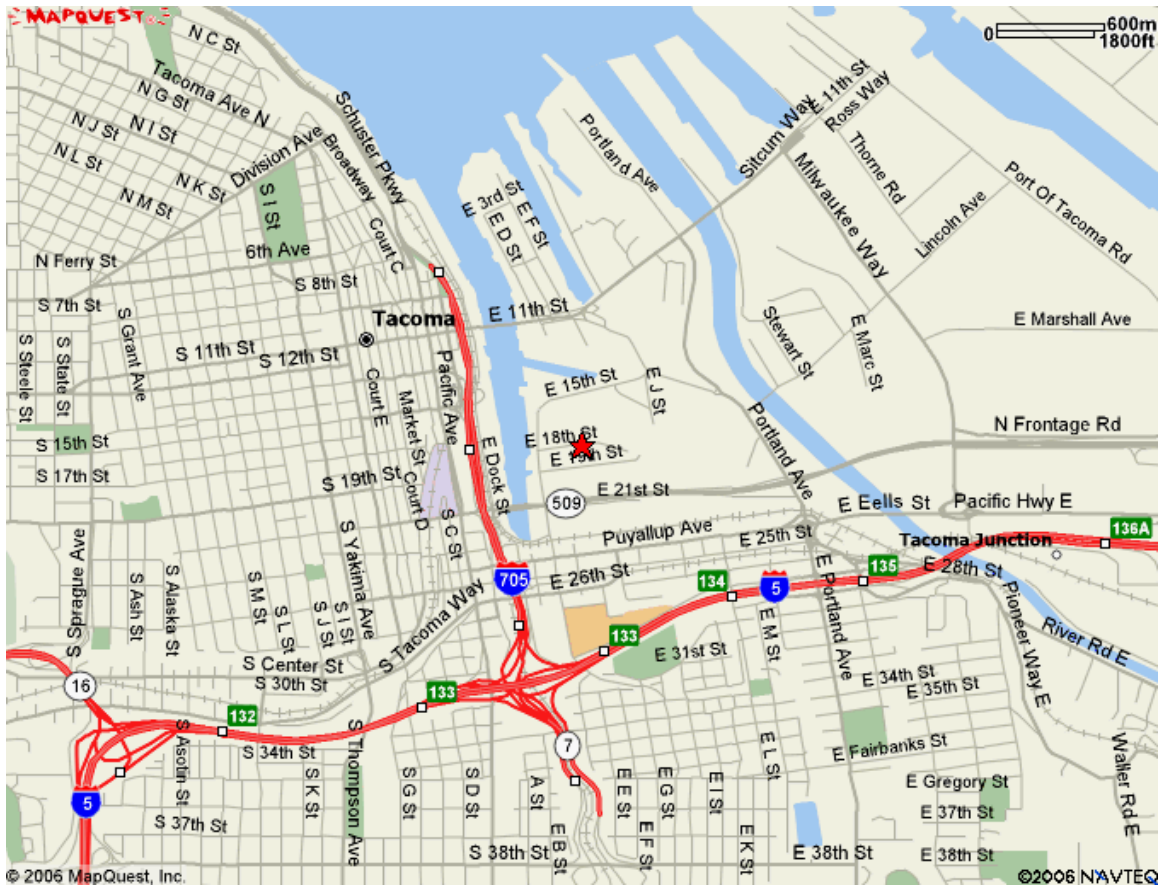 MAPQUEST
600m
0
1800ft
N C St
Tacoma Ave N
N G St
N I St
N J St
N L St
N K St
N M St
Division Ave
Broadway
Schuster Pkwy
S I St
6th Ave
Court C
N Ferry St
S 8th St
S 7th St
Tacoma
S Steele St
S State St
S Grant Ave
S 11th St
S 12th St
Court E
Market St
Pacific Ave
S 15th St
S 17th St
S 19th St
Court D
S C St
E Dock St
E 3rd St
E D St
E F St
E 11th St
E 15th St
E J St
E 18th St
E 19th St
E 21st St
509
Portland Ave
Sitcum Way
E 11th St
Ross Way
Thorne Rd
Milwaukee Way
Lincoln Ave
Port Of Tacoma Rd
E Marshall Ave
Stewart St
E Marc St
Portland Ave
N Frontage Rd
E Eells St
Pacific Hwy E
Puyallup Ave
E 25th St
E 26th St
Tacoma Junction
136A
135
134
5
E 28th St
705
S Sprague Ave
S Ash St
S Alaska St
S M St
S L St
S J St
S I St
S Yakima Ave
S Tacoma Way
S Center St
S 30th St
16
133
133
132
E 31st St
E M St
E Portland Ave
E 34th St
E 35th St
Pioneer Way E
River Rd E
S Asotin St
S 34th St
S Thompson Ave
7
E L St
E Fairbanks St
Waller Rd E
5
S K St
S G St
S D St
A St
E E St
E G St
E I St
E Gregory St
E 37th St
S 37th St
S 38th St
E B St
E F St
E K St
E 38th St
E 38th St
© 2006 MapQuest, Inc.
©2006 NAVTEQ